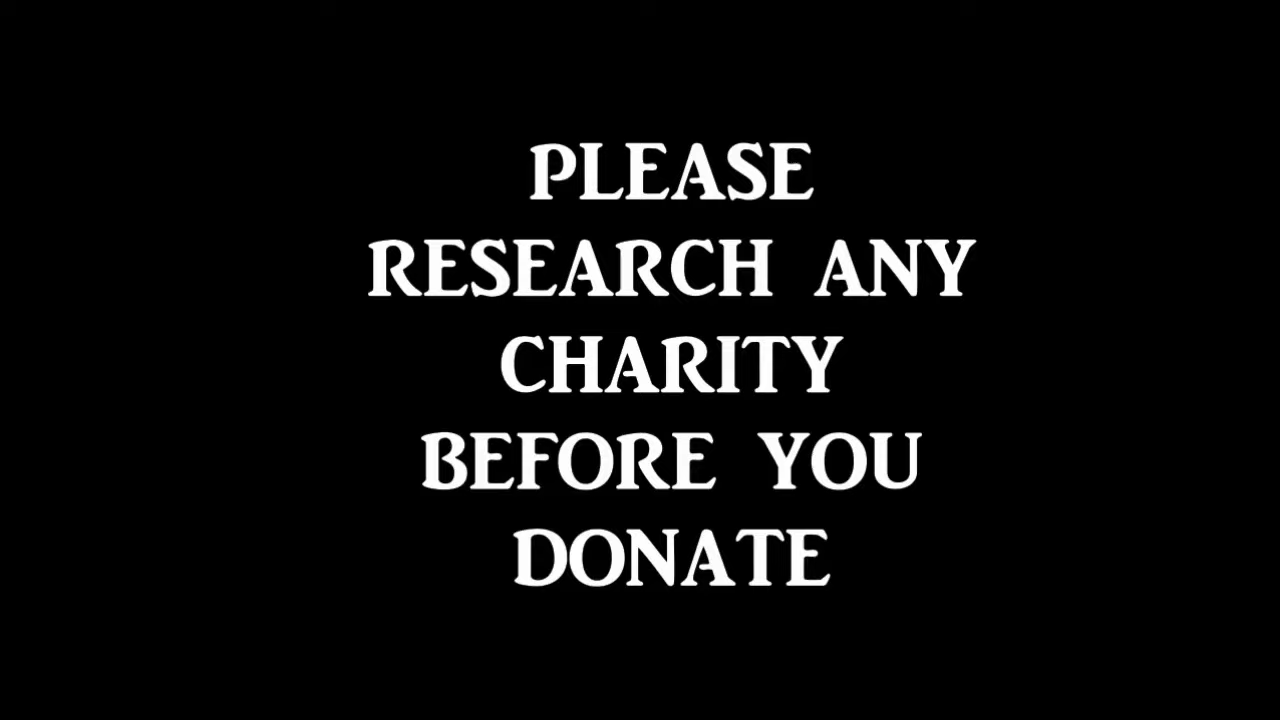 PLEASE
RESEARCH ANY
CHARITY
BEFORE YOU
DONATE